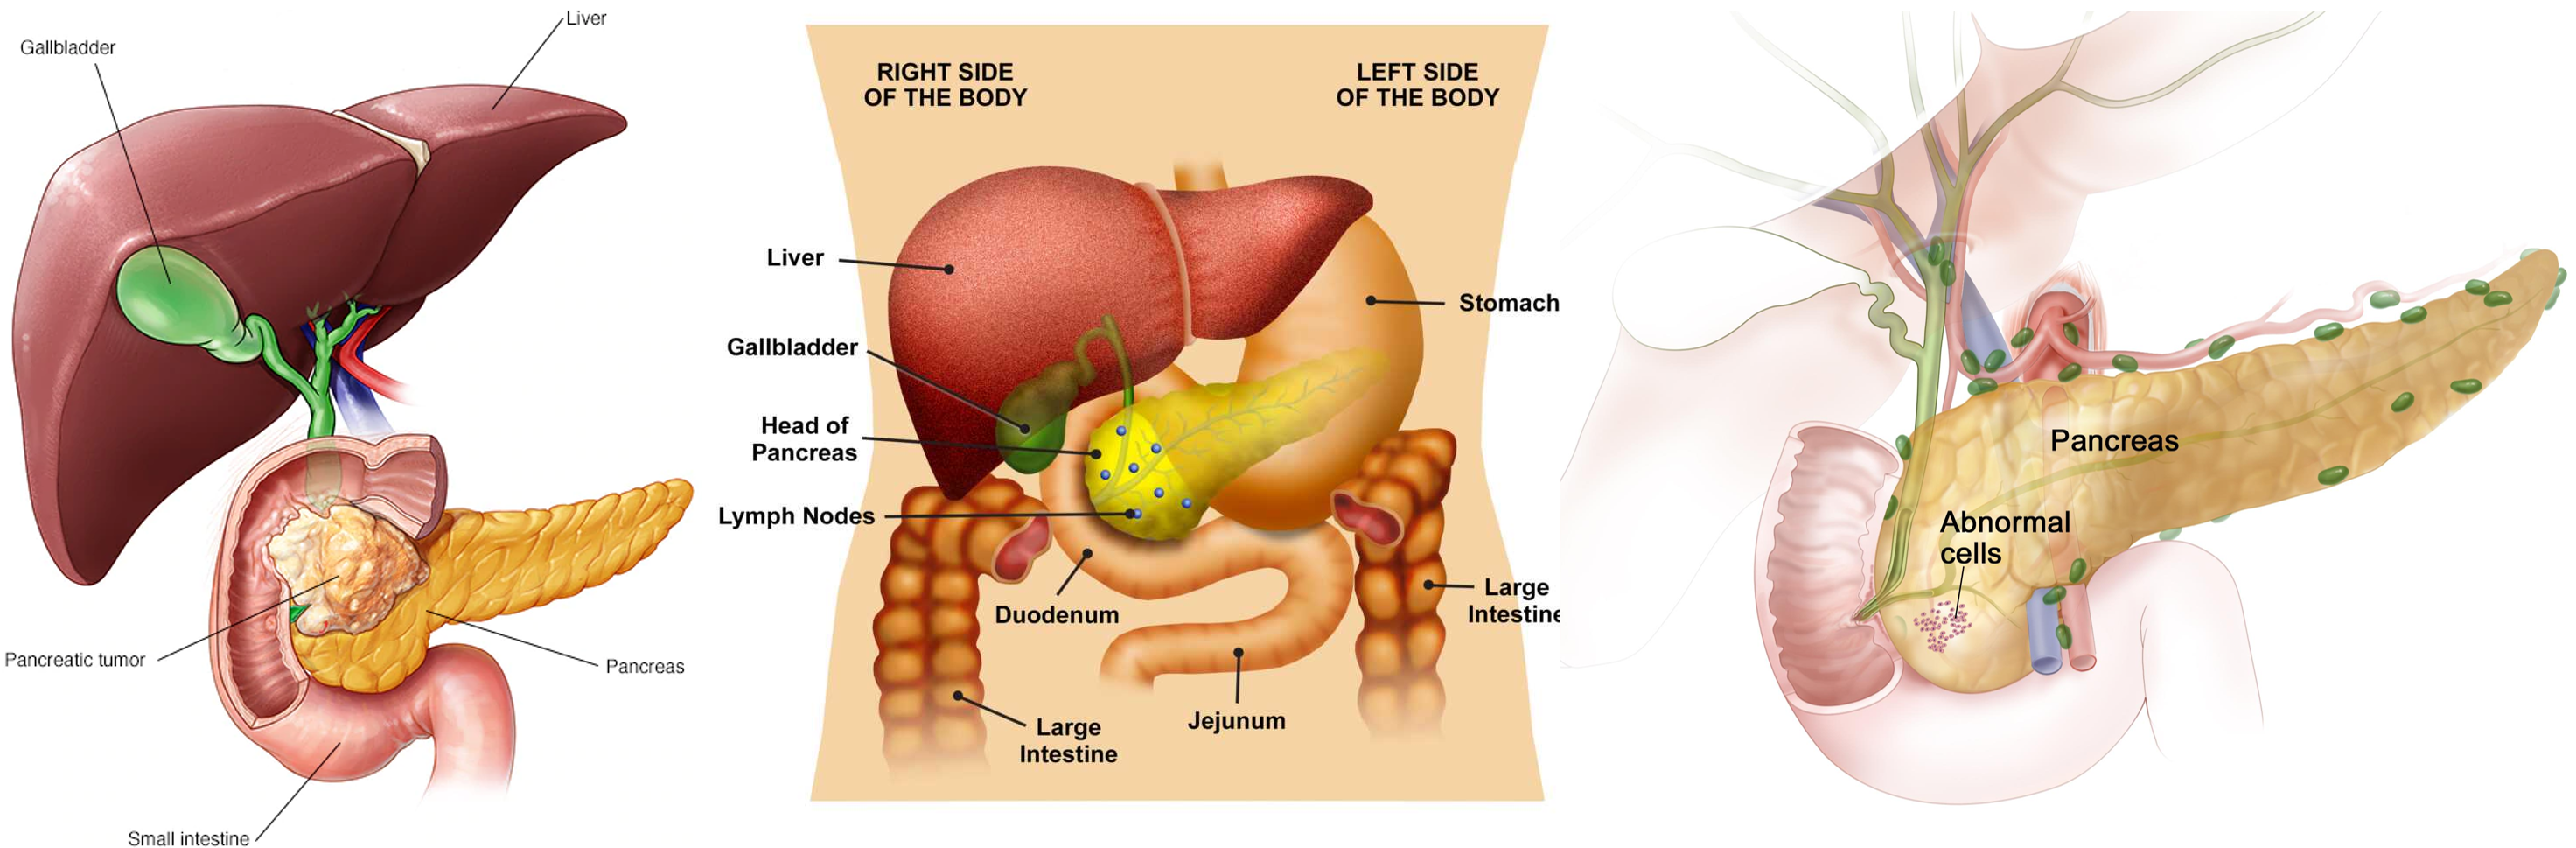 Liver
Gallbladder
Pancreatic tumor
Pancreas
Small intestine
RIGHT SIDE
OF THE BODY
LEFT SIDE
OF THE BODY
Liver
Stomach
Gallbladder
Head of
Pancreas
Lymph Nodes
Duodenum
Large
Intestine
Jejunum
Large
Intestine
Pancreas
Abnormal
cells